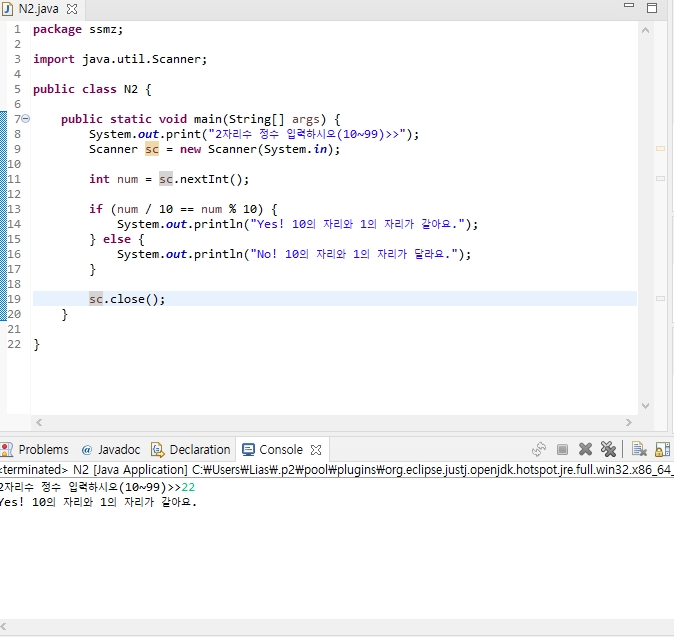 N2.java
1 package ssmz;
2
3 import java.util.Scanner;
4
5 public class N2 {
6
7 public static void main(String[] args) {
8 System.out.print("2자리수 정수 입력하시오(10~99)>>");
9 Scanner sc = new Scanner(System.in);
10
11 int num = sc.nextInt();
12
13 if (num / 10 == num % 10) {
14 System.out.println("Yes! 10의 자리와 1의 자리가 같아요.");
15 } else {
16 System.out.println("No! 10의 자리와 1의 자리가 달라요.");
17 }
18
19 sc.close();
20 }
21
22 }
Problems @ Javadoc Declaration Console
<terminated> N2 [Java Application] C:₩Users₩Lias₩.p2₩pool₩plugins₩org.eclipse.justj.openjdk.hotspot.jre.full.win32.x86_64_
2자리수 정수 입력하시오(10~99)>>22
Yes! 10의 자리와 1의 자리가 같아요.